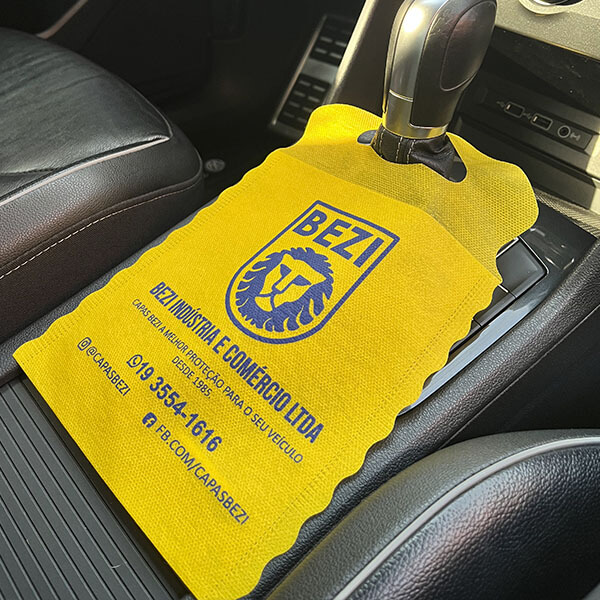 BEZI
BEZI INDÚSTRIA E COMÉRCIO LTDA
CAPAS BEZI A MELHOR PROTEÇÃO PARA O SEU VEÍCULO
DESDE 1985
19 3554-1616
@CAPASBEZI
FB.COM/CAPASBEZI